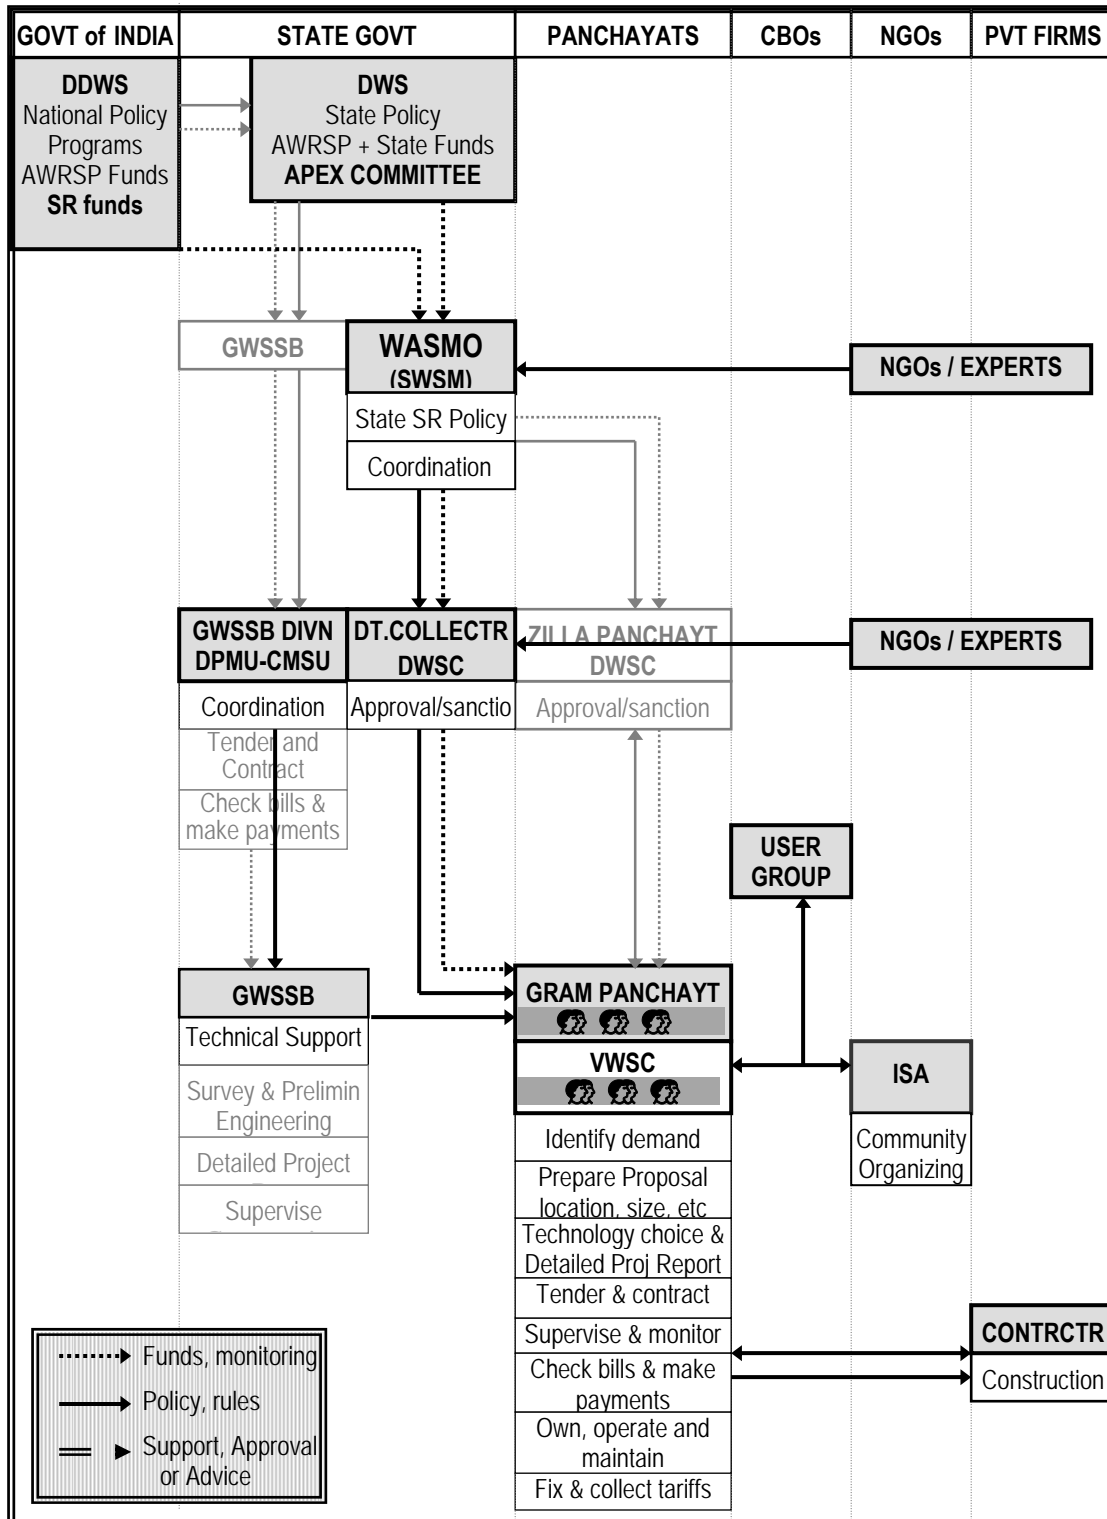 GOVT of INDIA
STATE GOVT
PANCHAYATS
CBOs
NGOs
PVT FIRMS
DDWS
National Policy
Programs
AWRSP Funds
SR funds
DWS
State Policy
AWRSP + State Funds
APEX COMMITTEE
GWSSB
WASMO
(SWSM)
State SR Policy
Coordination
NGOs / EXPERTS
GWSSB DIVN
DPMU-CMSU
Coordination
Tender and
Contract
Check bills &
make payments
DT.COLLECTR
DWSC
Approval/sanctio
ZILLA PANCHAYT
DWSC
Approval/sanction
NGOs / EXPERTS
USER
GROUP
GWSSB
Technical Support
Survey & Prelimin
Engineering
Detailed Project
Supervise
GRAM PANCHAYT
VWSC
Identify demand
Prepare Proposal
location, size, etc
Technology choice &
Detailed Proj Report
Tender & contract
Supervise & monitor
Check bills & make
payments
Own, operate and
maintain
Fix & collect tariffs
ISA
Community
Organizing
CONTRCTR
Construction
Funds, monitoring
Policy, rules
Support, Approval
or Advice